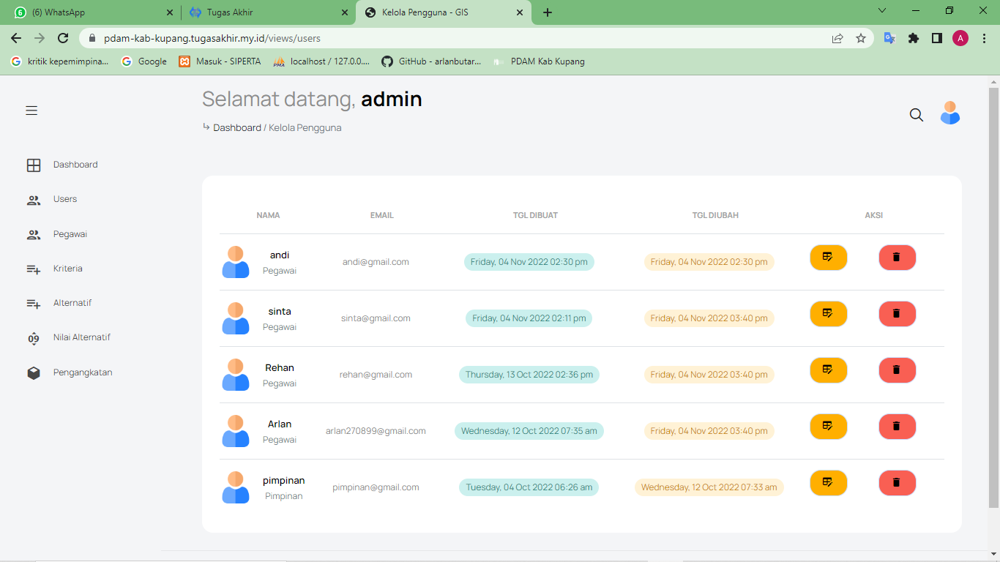 (6) WhatsApp
Tugas Akhir
Kelola Pengguna - GIS
pdam-kab-kupang.tugasakhir.my.id/views/users
A
kritik kepemimpina...
Google
Masuk - SIPERTA
localhost / 127.0.0....
GitHub - arlanbutar...
PDAM Kab Kupang
Selamat datang, admin
Dashboard / Kelola Pengguna
Dashboard
Users
Pegawai
Kriteria
Alternatif
09 Nilai Alternatif
Pengangkatan
NAMA EMAIL TGL DIBUAT TGL DIUBAH AKSI
andi
Pegawai
andi@gmail.com
Friday, 04 Nov 2022 02:30 pm
Friday, 04 Nov 2022 02:30 pm
sinta
Pegawai
sinta@gmail.com
Friday, 04 Nov 2022 02:11 pm
Friday, 04 Nov 2022 03:40 pm
Rehan
Pegawai
rehan@gmail.com
Thursday, 13 Oct 2022 02:36 pm
Friday, 04 Nov 2022 03:40 pm
Arlan
Pegawai
arlan270899@gmail.com
Wednesday, 12 Oct 2022 07:35 am
Friday, 04 Nov 2022 03:40 pm
pimpinan
Pimpinan
pimpinan@gmail.com
Tuesday, 04 Oct 2022 06:26 am
Wednesday, 12 Oct 2022 07:33 am